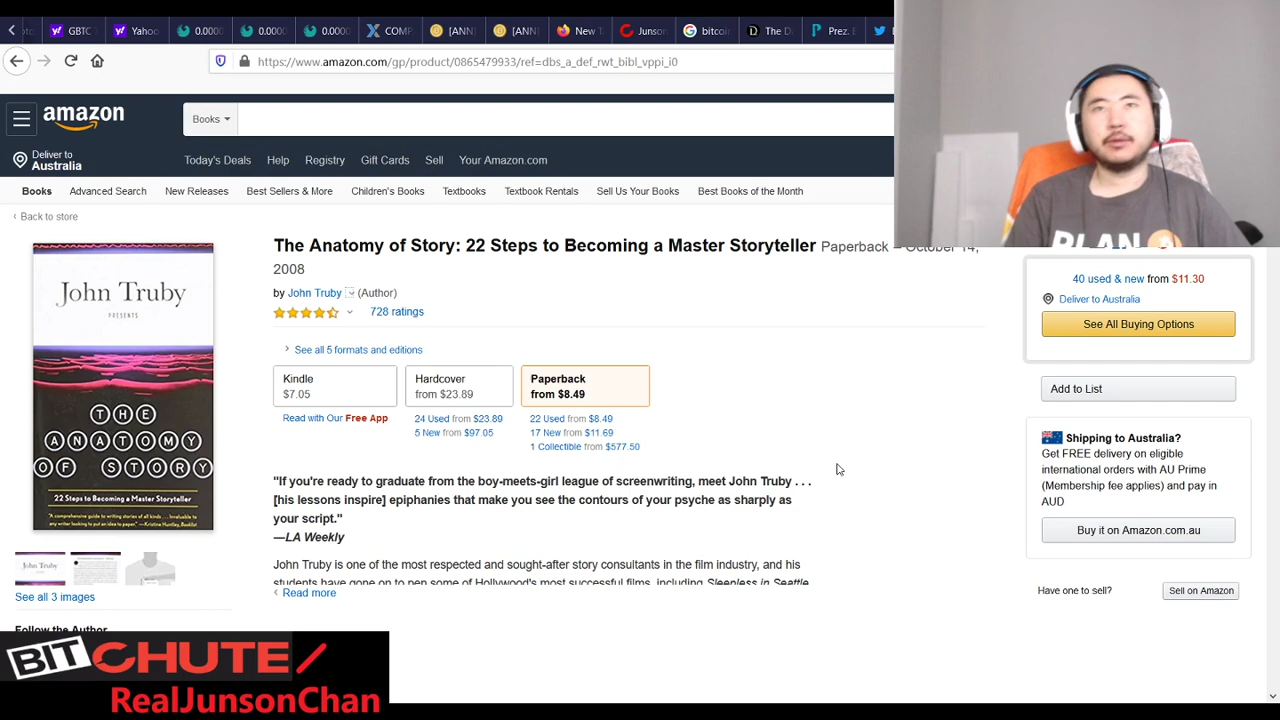 GBTC
Yahoo
0.0000
0.0000
0.0000
COMP
[ANN
[ANN
New T
Junson
bitcoi
The D
Prez. E
https://www.amazon.com/gp/product/0865479933/ref=dbs_a_def_rwt_bibl_vppi_i0
amazon
Books
Deliver to
Australia
Today's Deals Help Registry Gift Cards Sell Your Amazon.com
Books Advanced Search New Releases Best Sellers & More Children's Books Textbooks Textbook Rentals Sell Us Your Books Best Books of the Month
‹ Back to store
PLAN
John Truby
PRESENTS
THE
ANATOMY
OF STORY
22 Steps to Becoming a Master Storyteller
"A comprehensive guide to writing stories of all kinds . . . Invaluable to
any writer looking to put an idea to paper." —Kristine Huntley, Booklist
John Truby
See all 3 images
Follow the Author
The Anatomy of Story: 22 Steps to Becoming a Master Storyteller Paperback – October 14,
2008
by John Truby (Author)
728 ratings
See all 5 formats and editions
Kindle
$7.05
Read with Our Free App
Hardcover
from $23.89
24 Used from $23.89
5 New from $97.05
Paperback
from $8.49
22 Used from $8.49
17 New from $11.69
1 Collectible from $577.50
"If you're ready to graduate from the boy-meets-girl league of screenwriting, meet John Truby . . .
[his lessons inspire] epiphanies that make you see the contours of your psyche as sharply as
your script."
—LA Weekly
John Truby is one of the most respected and sought-after story consultants in the film industry, and his
students have gone on to pen some of Hollywood's most successful films, including Sleepless in Seattle
Read more
40 used & new from $11.30
Deliver to Australia
See All Buying Options
Add to List
Shipping to Australia?
Get FREE delivery on eligible
international orders with AU Prime
(Membership fee applies) and pay in
AUD
Buy it on Amazon.com.au
Have one to sell? Sell on Amazon
BITCHUTE/
RealJunsonChan